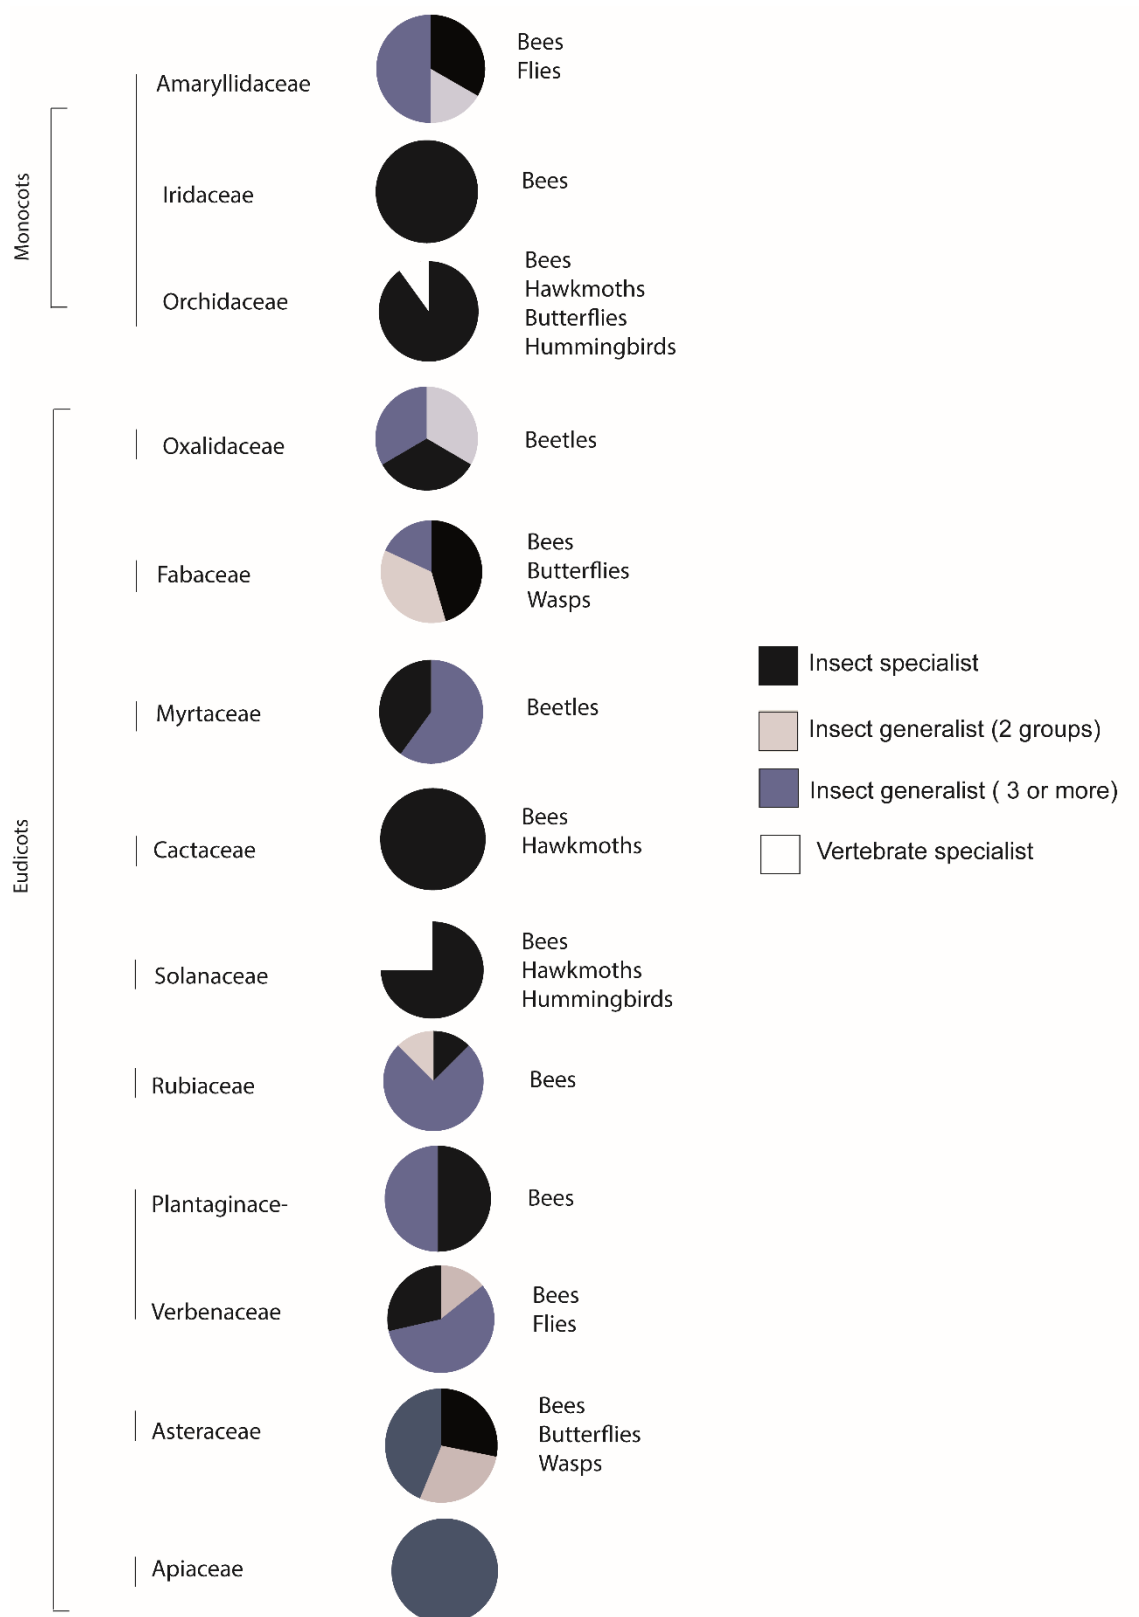 Monocots
Amaryllidaceae
Bees
Flies
Iridaceae
Bees
Orchidaceae
Bees
Hawkmoths
Butterflies
Hummingbirds
Eudicots
Oxalidaceae
Beetles
Fabaceae
Bees
Butterflies
Wasps
Myrtaceae
Beetles
Cactaceae
Bees
Hawkmoths
Solanaceae
Bees
Hawkmoths
Hummingbirds
Rubiaceae
Bees
Plantaginace-
Bees
Verbenaceae
Bees
Flies
Asteraceae
Bees
Butterflies
Wasps
Apiaceae
Insect specialist
Insect generalist (2 groups)
Insect generalist ( 3 or more)
Vertebrate specialist